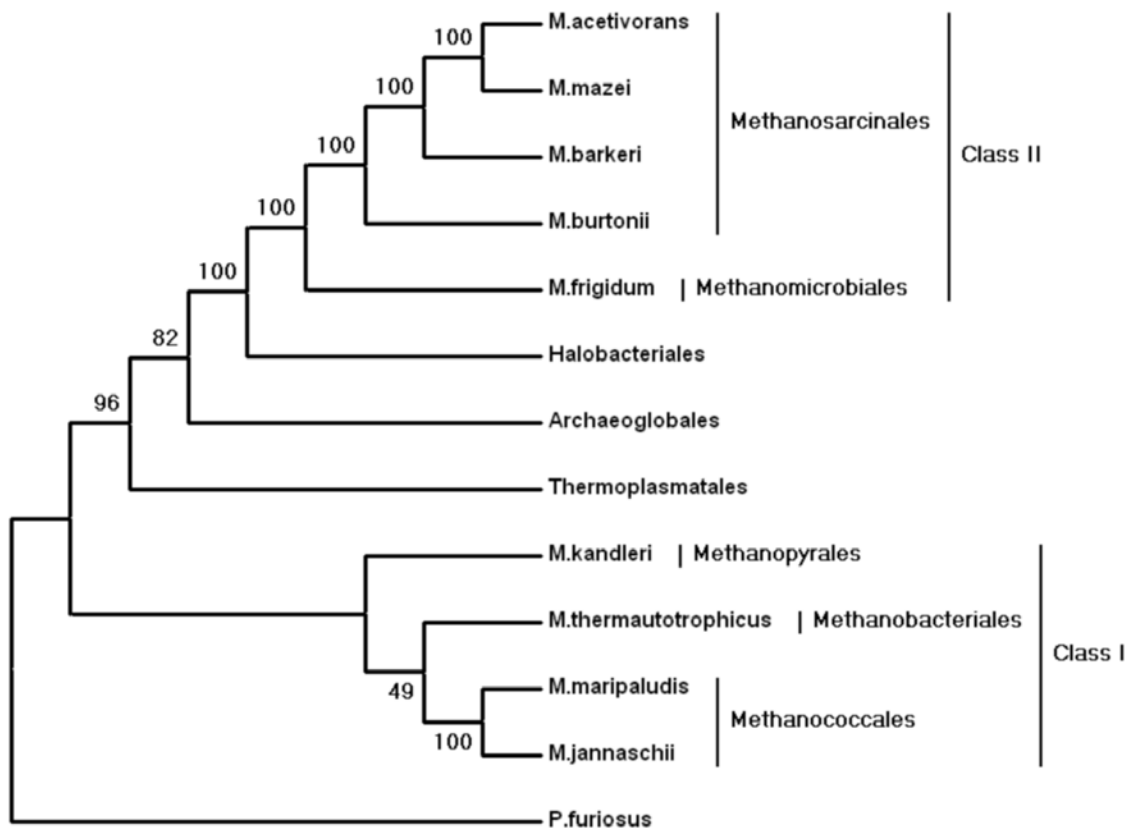 100 M.acetivorans
100 M.mazei
Methanosarcinales
100 M.barkeri
Class II
100 M.burtonii
100 M.frigidum | Methanomicrobiales
82 Halobacteriales
96 Archaeoglobales
Thermoplasmatales
M.kandleri | Methanopyrales
M.thermautotrophicus | Methanobacteriales
Class I
49 M.maripaludis
Methanococcales
100 M.jannaschii
P.furiosus